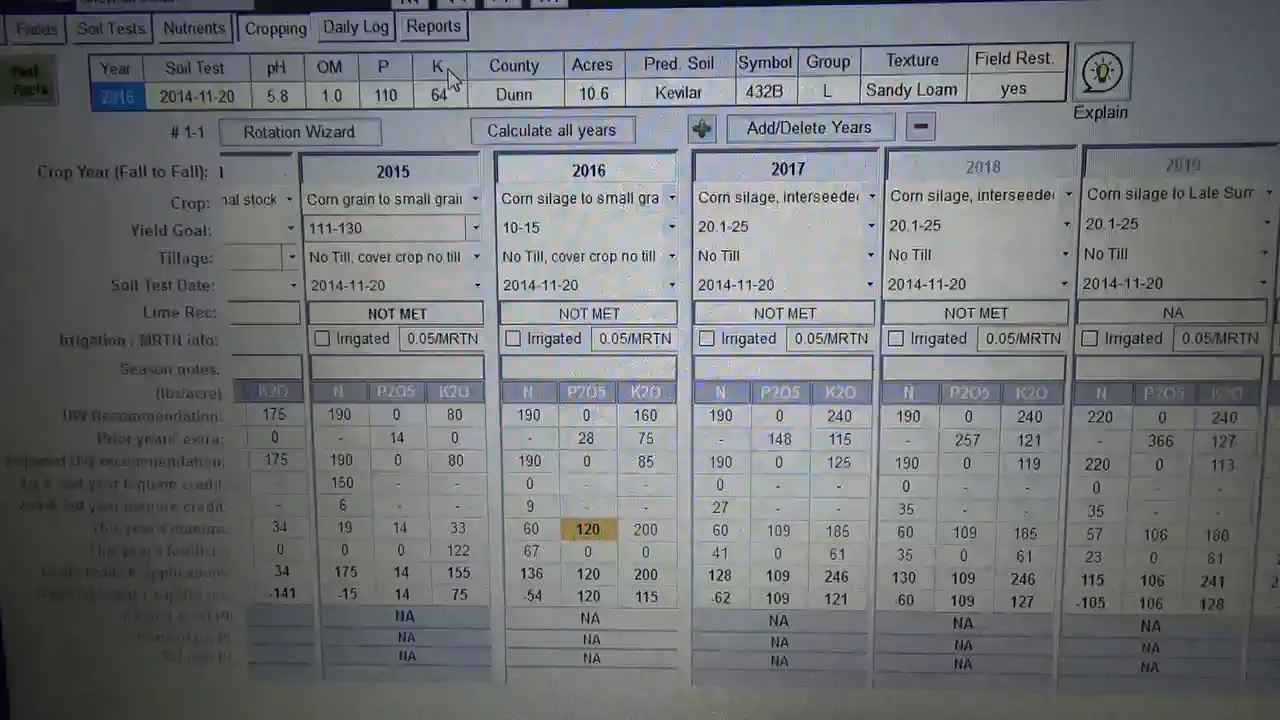 Fields Soil Tests Nutrients Cropping Daily Log Reports
Year Soil Test pH OM P K County Acres Pred. Soil Symbol Group Texture Field Rest.
2016 2014-11-20 5.8 1.0 110 64 Dunn 10.6 Kevilar 432B L Sandy Loam yes
Explain
# 1-1 Rotation Wizard Calculate all years Add/Delete Years
Crop Year (Fall to Fall): 2015 2016 2017 2018 2019
Crop: nal stock Corn grain to small grail Corn silage to small gra Corn silage, interseede Corn silage, interseede Corn silage to Late Sum
Yield Goal: 111-130 10-15 20.1-25 20.1-25 20.1-25
Tillage: No Till, cover crop no till No Till, cover crop no till No Till No Till No Till
Soil Test Date: 2014-11-20 2014-11-20 2014-11-20 2014-11-20 2014-11-20
Lime Rec: NOT MET NOT MET NOT MET NOT MET NA
Irrigation / MRTN info: Irrigated 0.05/MRTN Irrigated 0.05/MRTN Irrigated 0.05/MRTN Irrigated 0.05/MRTN Irrigated 0.05/MRTN
Season notes:
(lbs/acre) K2O N P2O5 K2O N P2O5 K2O N P2O5 K2O N P2O5 K2O N P2O5 K2O
UW Recommendation: 175 190 0 80 190 0 160 190 0 240 190 0 240 220 0 240
Prior years' extra: 0 - 14 0 - 28 75 - 148 115 - 257 121 - 366 127
Adjusted UW recommendation: 175 190 0 80 190 0 85 190 0 125 190 0 119 220 0 113
legume credit: - 150 - - 0 - - 0 - - 0 - - 0 - -
year manure credit: - 6 - - 9 - - 27 - - 35 - - 35 - -
This year's manure: 34 19 14 33 60 120 200 60 109 185 60 109 185 57 106 180
0 0 0 122 67 0 0 41 0 61 35 0 61 23 0 61
34 175 14 155 136 120 200 128 109 246 130 109 246 115 106 241
-141 -15 14 75 -54 120 115 -62 109 121 -60 109 127 -105 106 128
NA NA NA NA NA
NA NA NA NA NA
NA NA NA NA NA